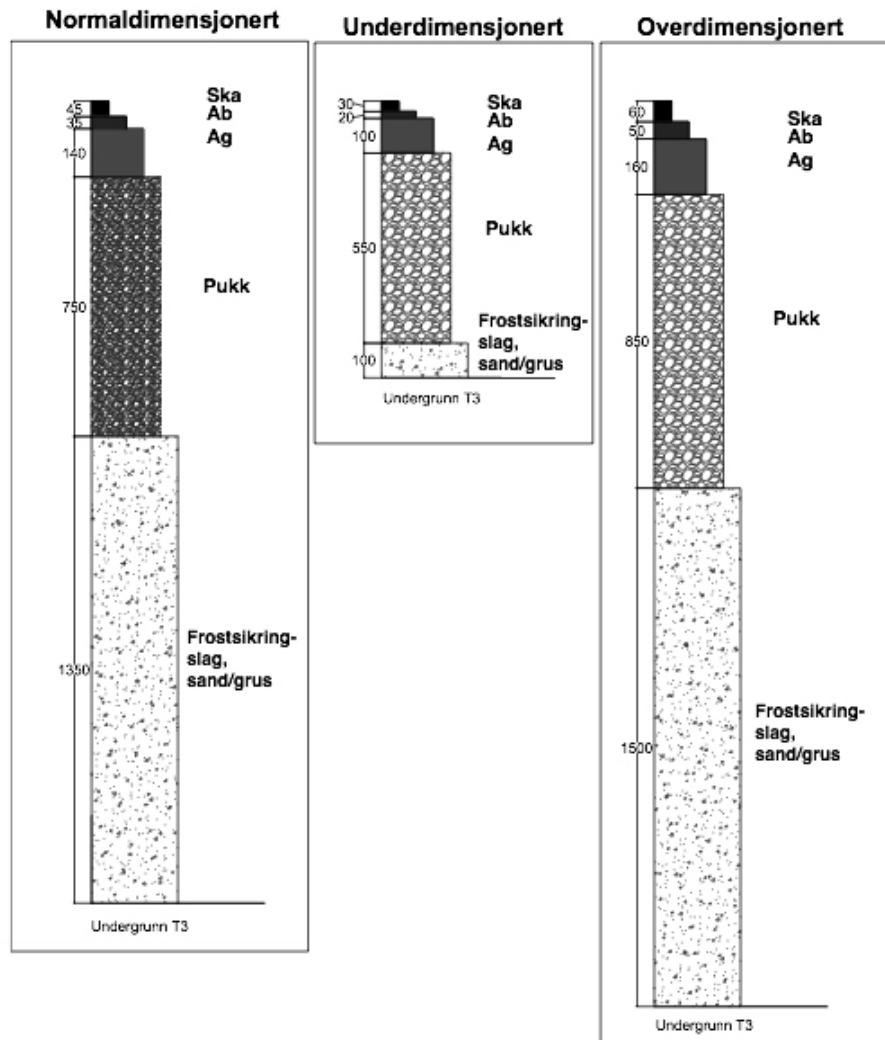 Normaldimensjonert
45
35
140
750
1350
Ska
Ab
Ag
Pukk
Frostsikring-
slag,
sand/grus
Undergrunn T3
Underdimensjonert
30
20
100
550
100
Ska
Ab
Ag
Pukk
Frostsikring-
slag,
sand/grus
Undergrunn T3
Overdimensjonert
60
50
160
850
1500
Ska
Ab
Ag
Pukk
Frostsikring-
slag,
sand/grus
Undergrunn T3